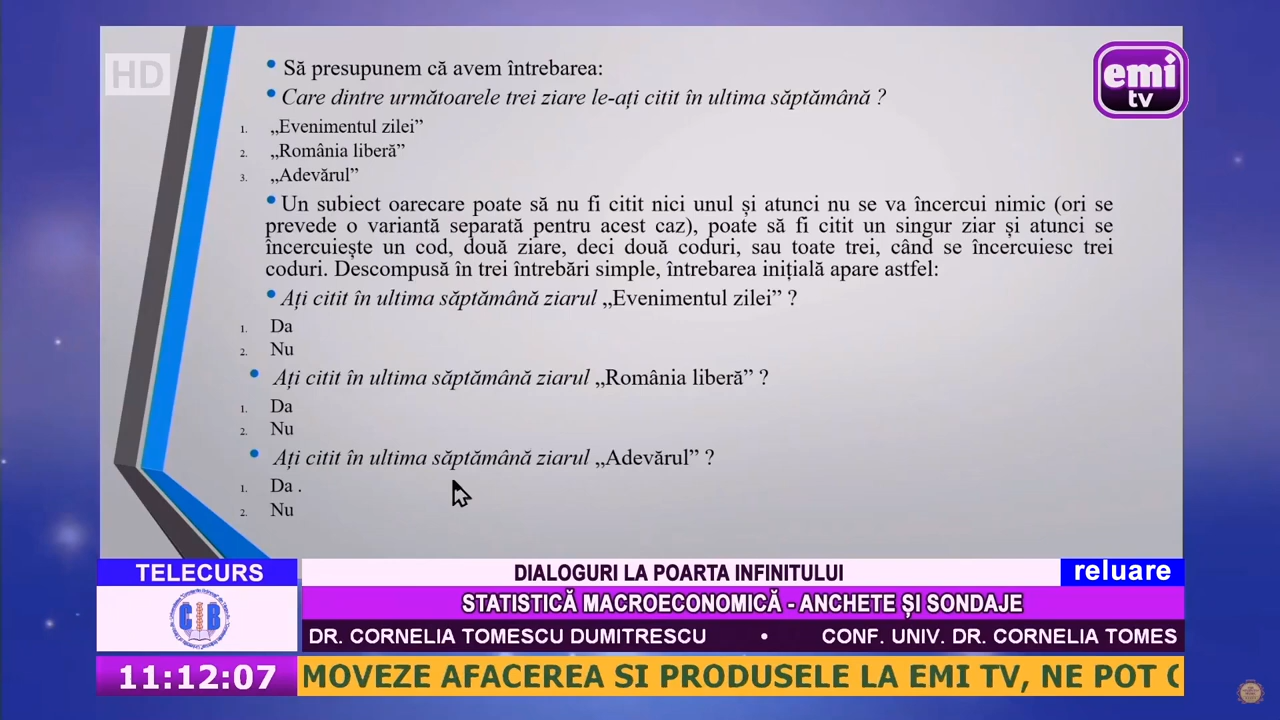 HD
emi
tv
• Să presupunem că avem întrebarea:
• Care dintre următoarele trei ziare le-ați citit în ultima săptămână ?
1. „Evenimentul zilei”
2. „România liberă”
3. „Adevărul”
• Un subiect oarecare poate să nu fi citit nici unul și atunci nu se va încercui nimic (ori se
prevede o variantă separată pentru acest caz), poate să fi citit un singur ziar și atunci se
încercuiește un cod, două ziare, deci două coduri, sau toate trei, când se încercuiesc trei
coduri. Descompusă în trei întrebări simple, întrebarea inițială apare astfel:
• Ați citit în ultima săptămână ziarul „Evenimentul zilei” ?
1. Da
2. Nu
• Ați citit în ultima săptămână ziarul „România liberă” ?
1. Da
2. Nu
• Ați citit în ultima săptămână ziarul „Adevărul” ?
1. Da .
2. Nu
TELECURS
DIALOGURI LA POARTA INFINITULUI
reluare
CIB
STATISTICĂ MACROECONOMICĂ - ANCHETE ȘI SONDAJE
DR. CORNELIA TOMESCU DUMITRESCU • CONF. UNIV. DR. CORNELIA TOMES
11:12:07
MOVEZE AFACEREA SI PRODUSELE LA EMI TV, NE POT